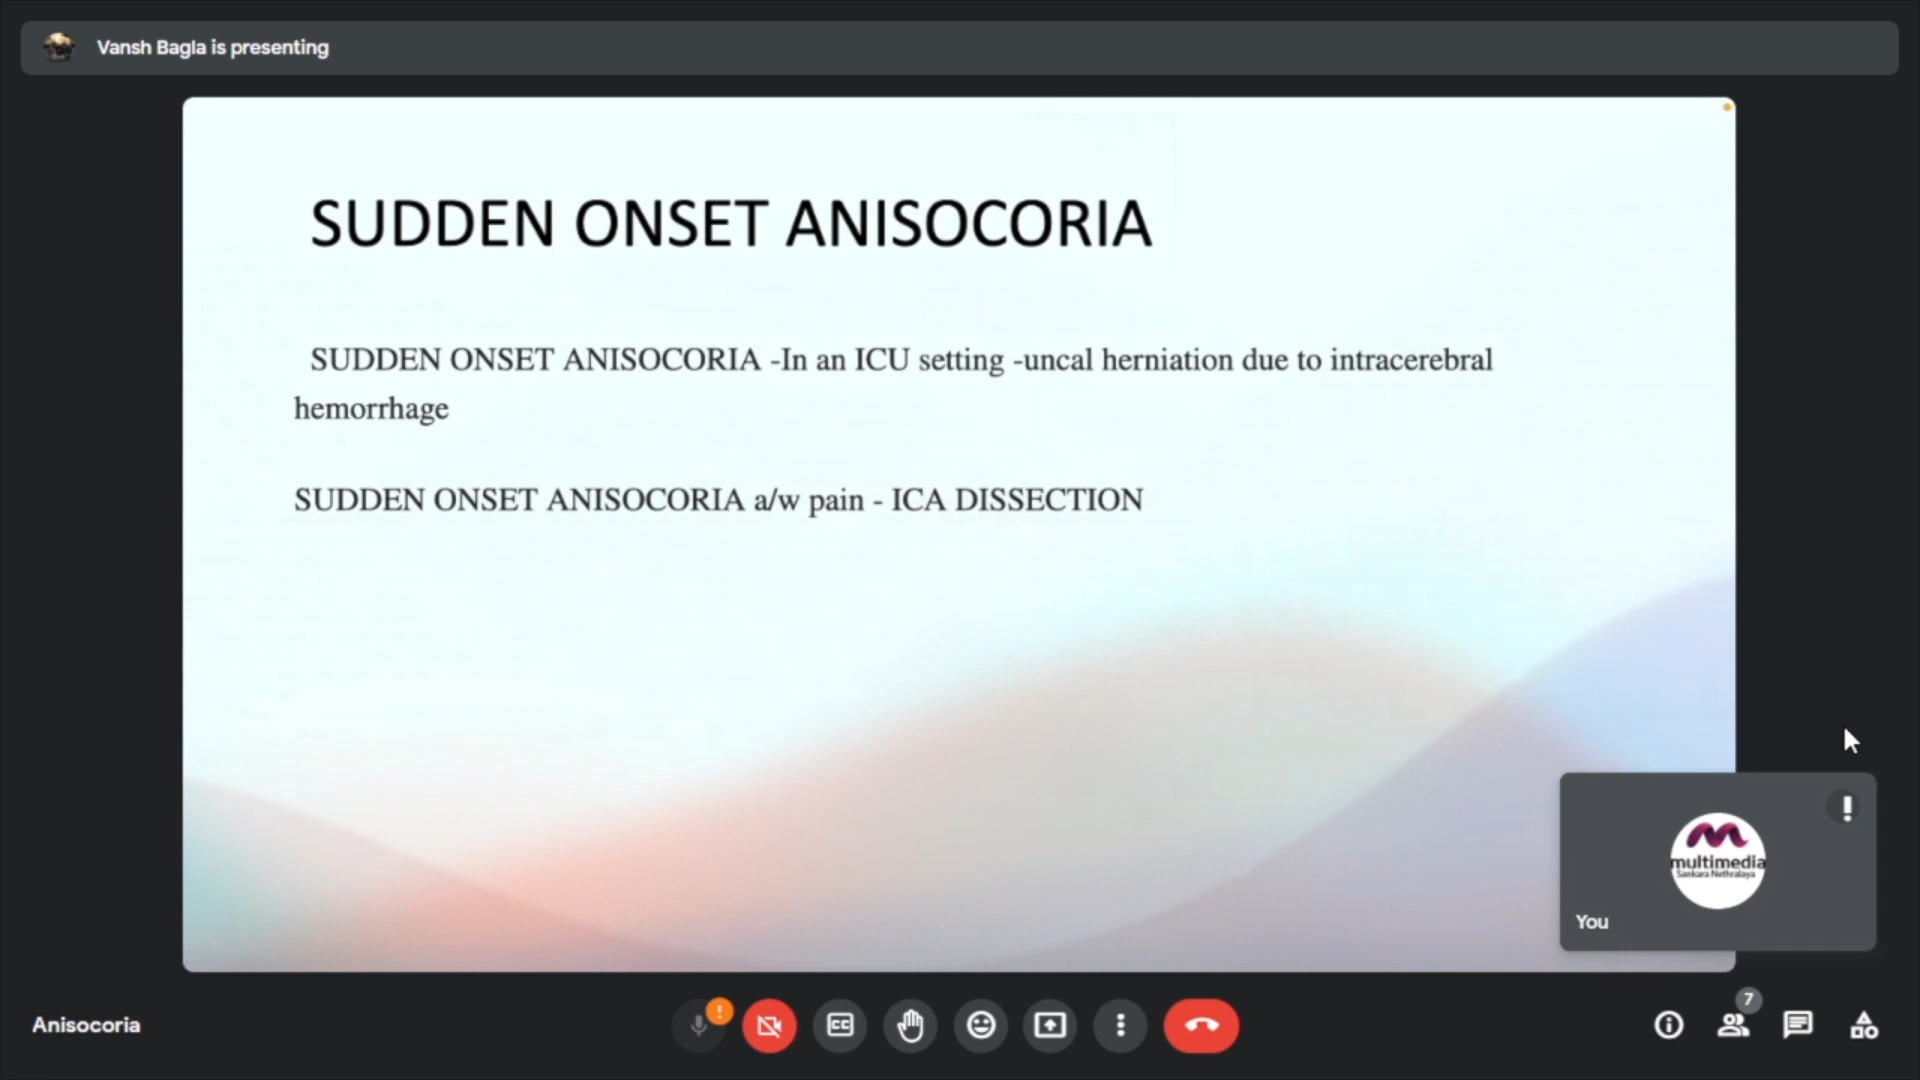 Vansh Bagla is presenting
SUDDEN ONSET ANISOCORIA
SUDDEN ONSET ANISOCORIA -In an ICU setting -uncal herniation due to intracerebral
hemorrhage
SUDDEN ONSET ANISOCORIA a/w pain - ICA DISSECTION
multimedia
Sankara Nethralaya
You
Anisocoria
CC
7